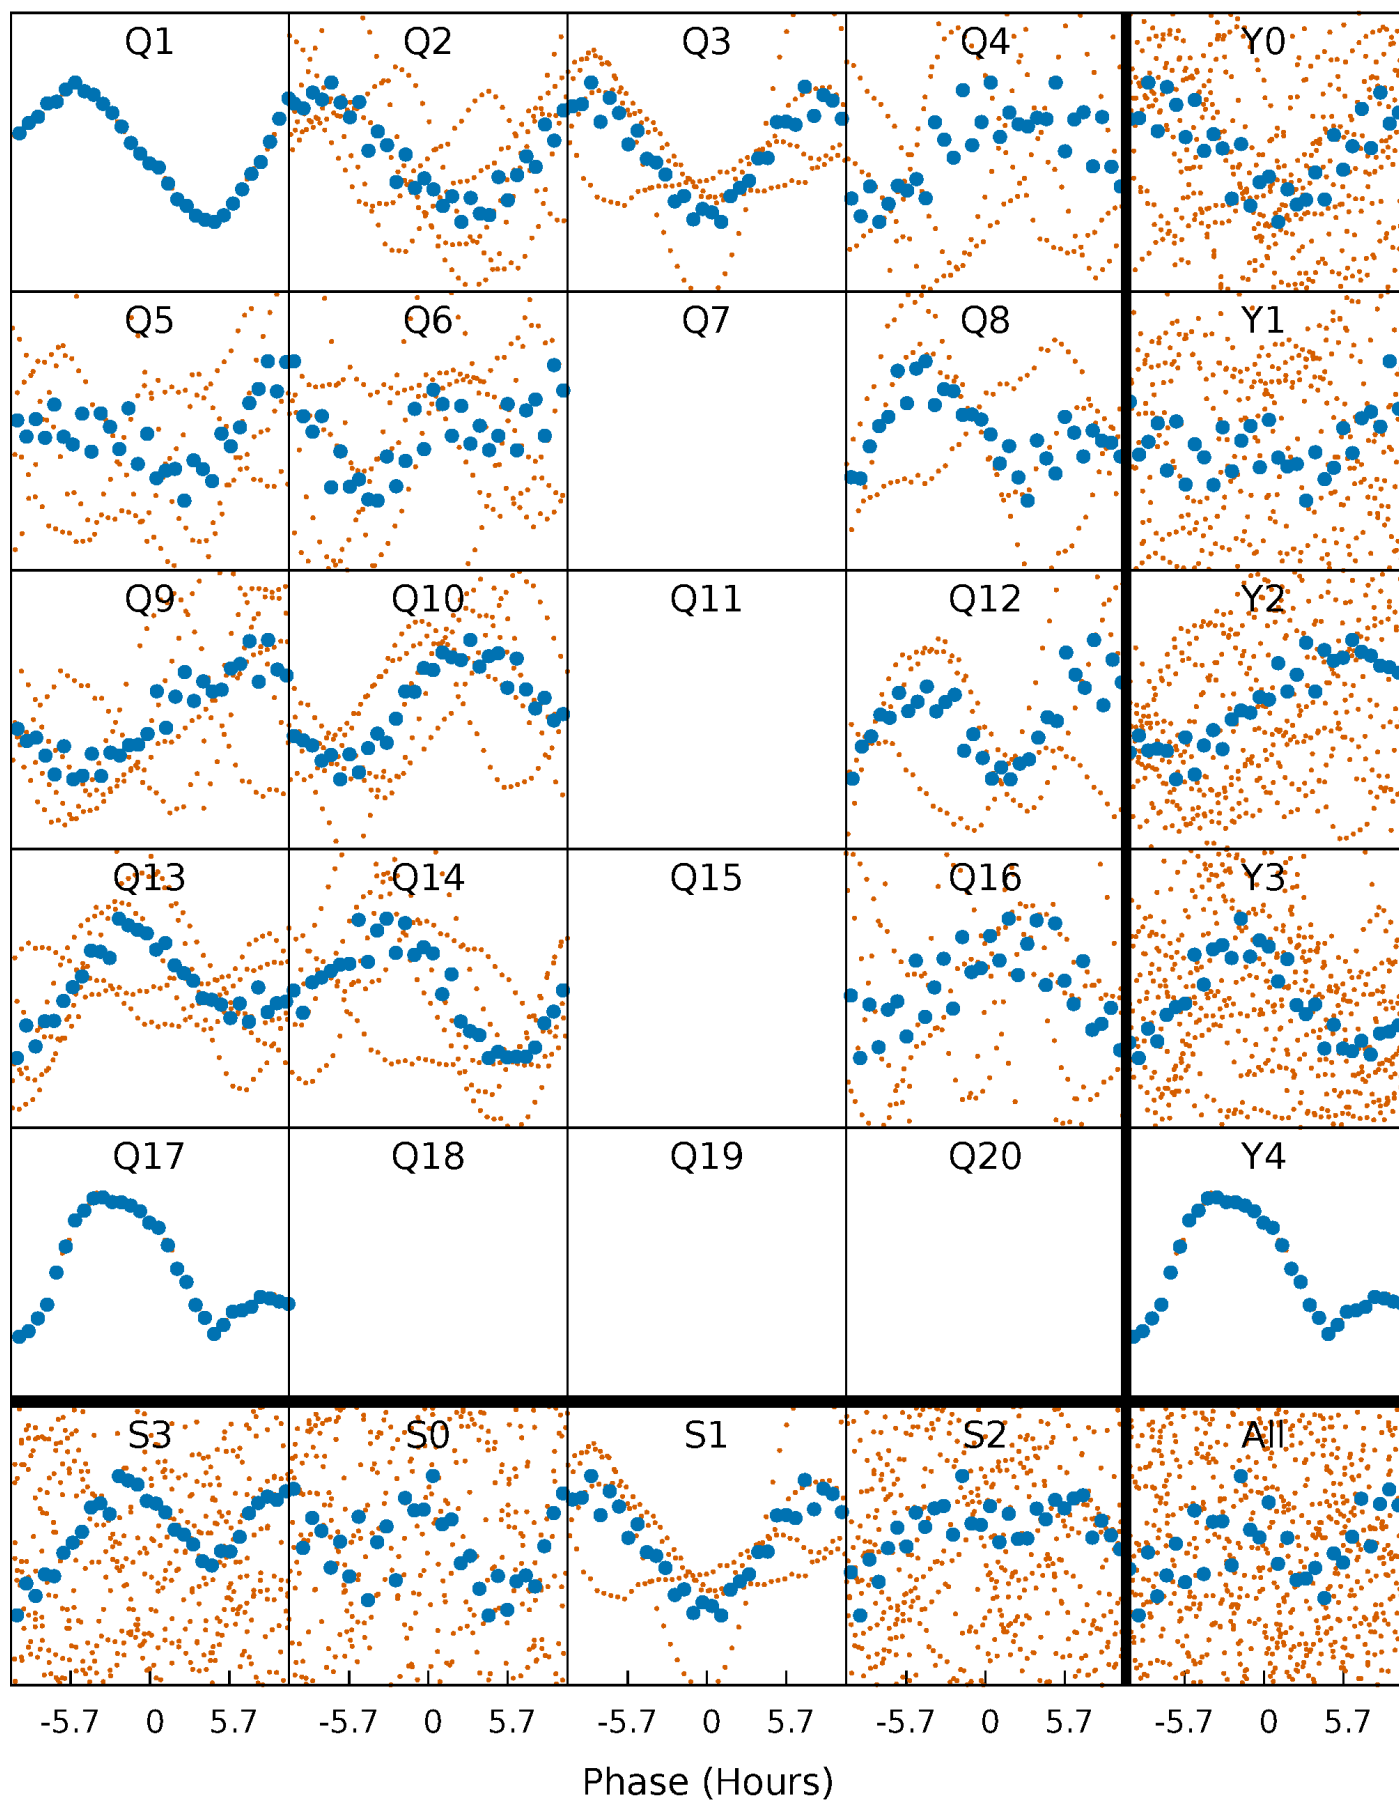 Q1 Q2 Q3 Q4 Y0
Q5 Q6 Q7 Q8 Y1
Q9 Q10 Q11 Q12 Y2
Q13 Q14 Q15 Q16 Y3
Q17 Q18 Q19 Q20 Y4
S3 S0 S1 S2 All
-5.7 0 5.7 -5.7 0 5.7 -5.7 0 5.7 -5.7 0 5.7 -5.7 0 5.7
Phase (Hours)